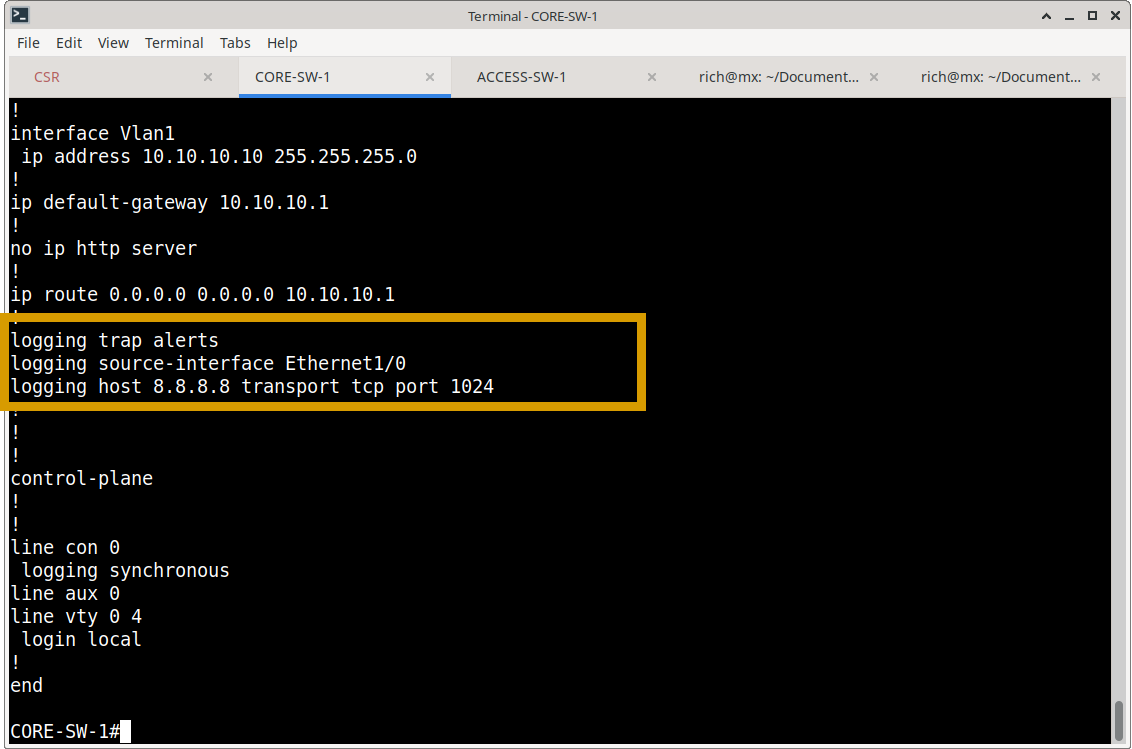 Terminal - CORE-SW-1
File Edit View Terminal Tabs Help
CSR CORE-SW-1 ACCESS-SW-1 rich@mx: ~/Document... rich@mx: ~/Document...
!
interface Vlan1
 ip address 10.10.10.10 255.255.255.0
!
ip default-gateway 10.10.10.1
!
no ip http server
!
ip route 0.0.0.0 0.0.0.0 10.10.10.1
!
logging trap alerts
logging source-interface Ethernet1/0
logging host 8.8.8.8 transport tcp port 1024
!
!
!
control-plane
!
!
line con 0
 logging synchronous
line aux 0
line vty 0 4
 login local
!
end
CORE-SW-1#